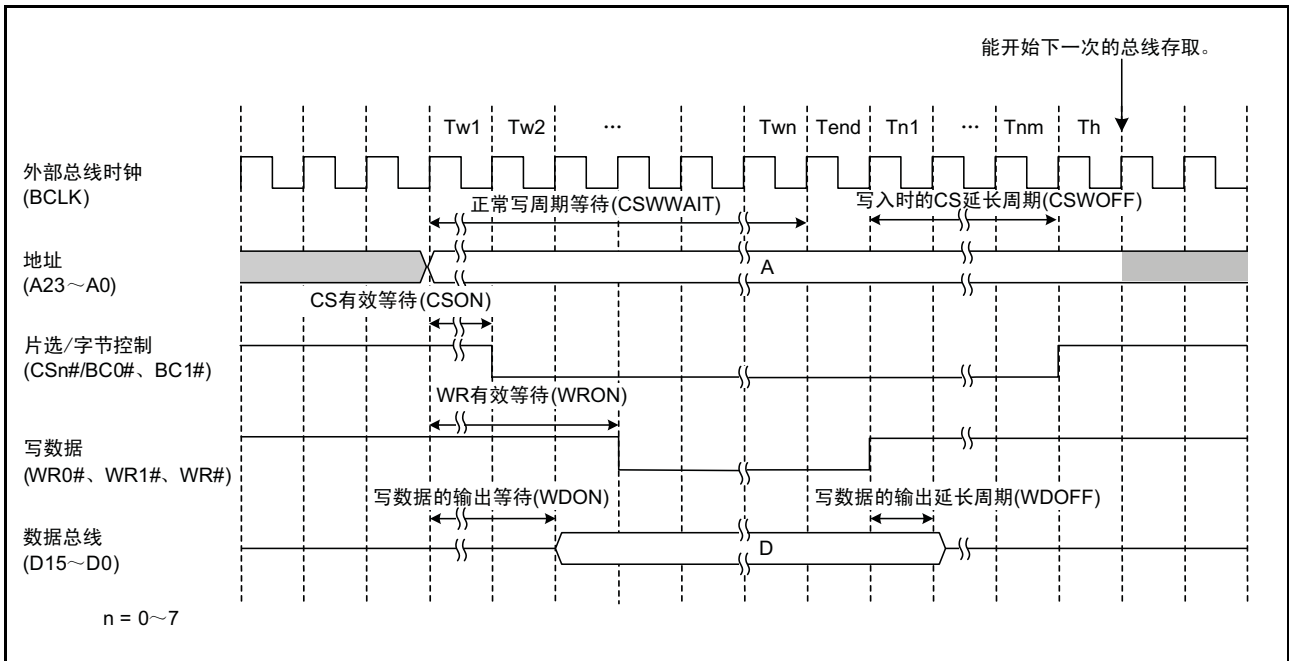 能开始下一次的总线存取。
Tw1 Tw2 … Twn Tend Tn1 … Tnm Th
外部总线时钟
(BCLK)
正常写周期等待(CSWWAIT)
写入时的CS延长周期(CSWOFF)
地址
(A23～A0)
A
CS有效等待(CSON)
片选/字节控制
(CSn#/BC0#、BC1#)
WR有效等待(WRON)
写数据
(WR0#、WR1#、WR#)
写数据的输出等待(WDON)
写数据的输出延长周期(WDOFF)
数据总线
(D15～D0)
D
n = 0～7